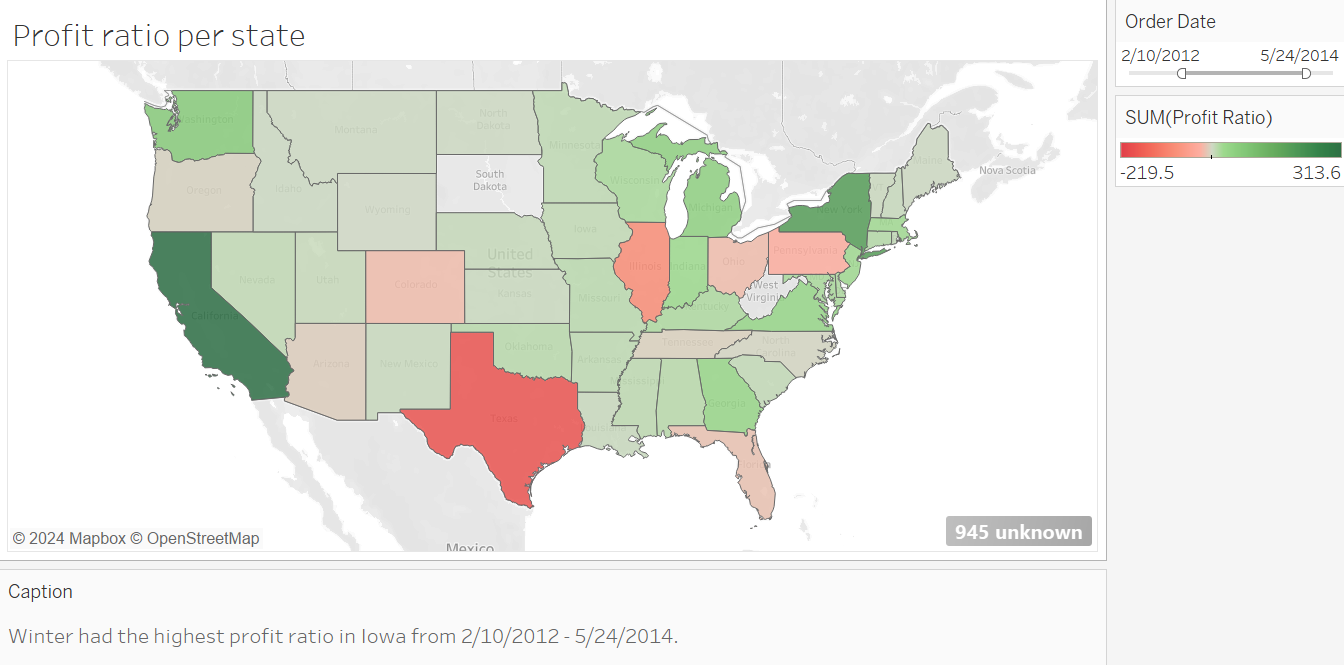 Profit ratio per state
Order Date
2/10/2012 5/24/2014
SUM(Profit Ratio)
-219.5 313.6
Washington
Montana
North
Dakota
Minnesota
Maine
Nova Scotia
Oregon
Idaho
South
Dakota
Wisconsin
Michigan
New York
Wyoming
Iowa
Nevada
Utah
Colorado
United
States
Kansas
Missouri
Illinois
Indiana
Ohio
Pennsylvania
West
Virginia
Kentucky
California
Arizona
New Mexico
Oklahoma
Arkansas
Tennessee
North
Carolina
Mississippi
Georgia
Texas
Louisiana
Florida
Mexico
© 2024 Mapbox © OpenStreetMap
945 unknown
Caption
Winter had the highest profit ratio in Iowa from 2/10/2012 - 5/24/2014.